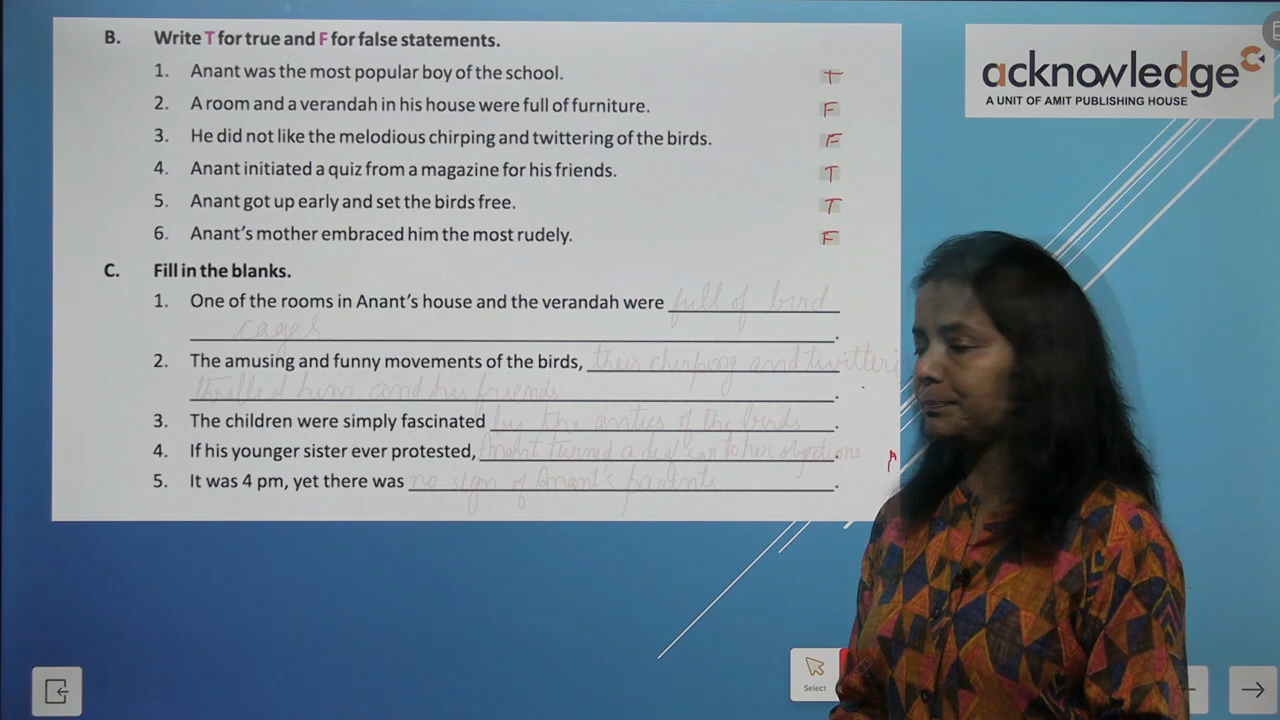 B. Write T for true and F for false statements.
1. Anant was the most popular boy of the school. T
2. A room and a verandah in his house were full of furniture. F
3. He did not like the melodious chirping and twittering of the birds. F
4. Anant initiated a quiz from a magazine for his friends. T
5. Anant got up early and set the birds free. T
6. Anant's mother embraced him the most rudely. F
C. Fill in the blanks.
1. One of the rooms in Anant's house and the verandah were full of bird
cages .
2. The amusing and funny movements of the birds, their chirping and twitteri
thrilled him and his friends. .
3. The children were simply fascinated by the antics of the birds .
4. If his younger sister ever protested, Anant turned a deaf ear to her objections .
5. It was 4 pm, yet there was no sign of Anant's parents .
acknowledge
A UNIT OF AMIT PUBLISHING HOUSE
Select